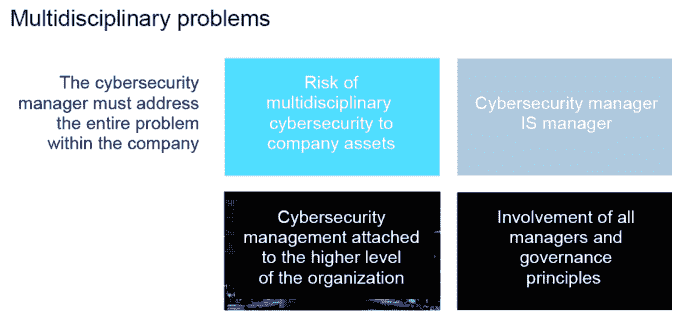 Multidisciplinary problems
The cybersecurity
manager must address
the entire problem
within the company
Risk of
multidisciplinary
cybersecurity to
company assets
Cybersecurity manager
IS manager
Cybersecurity
management attached
to the higher level
of the organization
Involvement of all
managers and
governance
principles